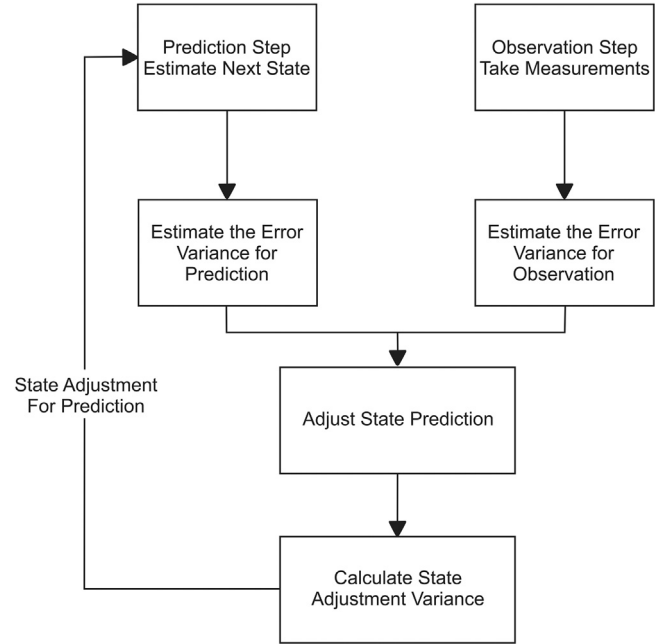 Prediction Step
Estimate Next State
Observation Step
Take Measurements
Estimate the Error
Variance for
Prediction
Estimate the Error
Variance for
Observation
State Adjustment
For Prediction
Adjust State Prediction
Calculate State
Adjustment Variance